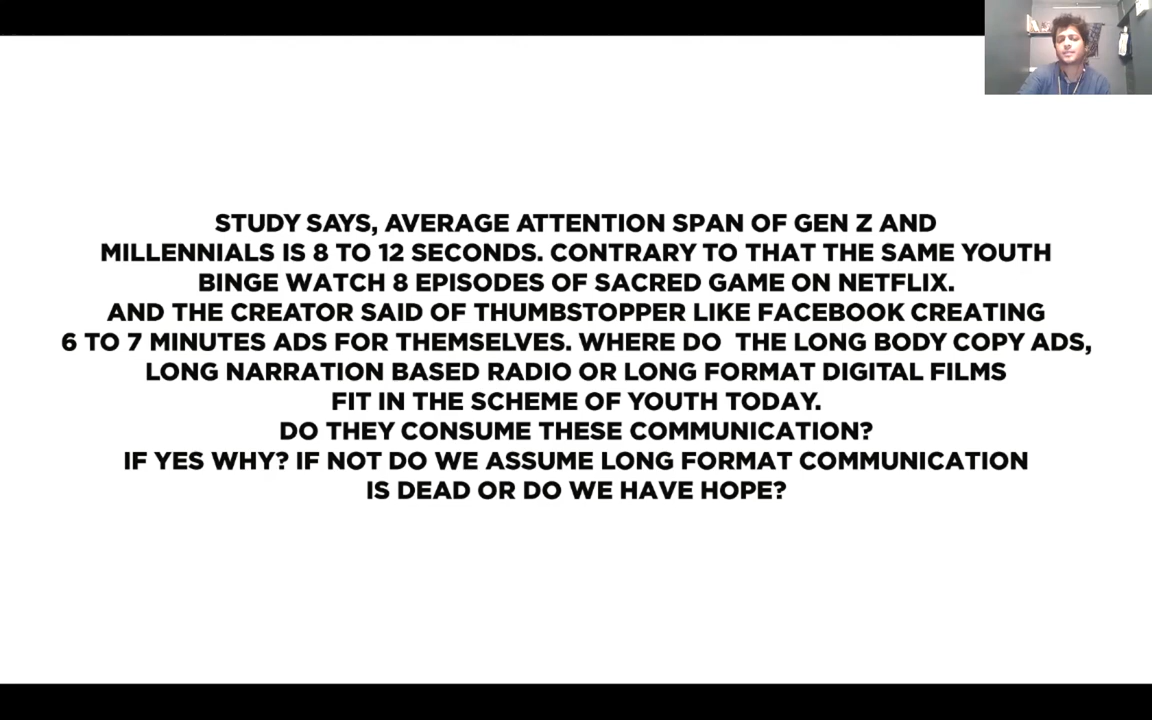 STUDY SAYS, AVERAGE ATTENTION SPAN OF GEN Z AND
MILLENNIALS IS 8 TO 12 SECONDS. CONTRARY TO THAT THE SAME YOUTH
BINGE WATCH 8 EPISODES OF SACRED GAME ON NETFLIX.
AND THE CREATOR SAID OF THUMBSTOPPER LIKE FACEBOOK CREATING
6 TO 7 MINUTES ADS FOR THEMSELVES. WHERE DO THE LONG BODY COPY ADS,
LONG NARRATION BASED RADIO OR LONG FORMAT DIGITAL FILMS
FIT IN THE SCHEME OF YOUTH TODAY.
DO THEY CONSUME THESE COMMUNICATION?
IF YES WHY? IF NOT DO WE ASSUME LONG FORMAT COMMUNICATION
IS DEAD OR DO WE HAVE HOPE?